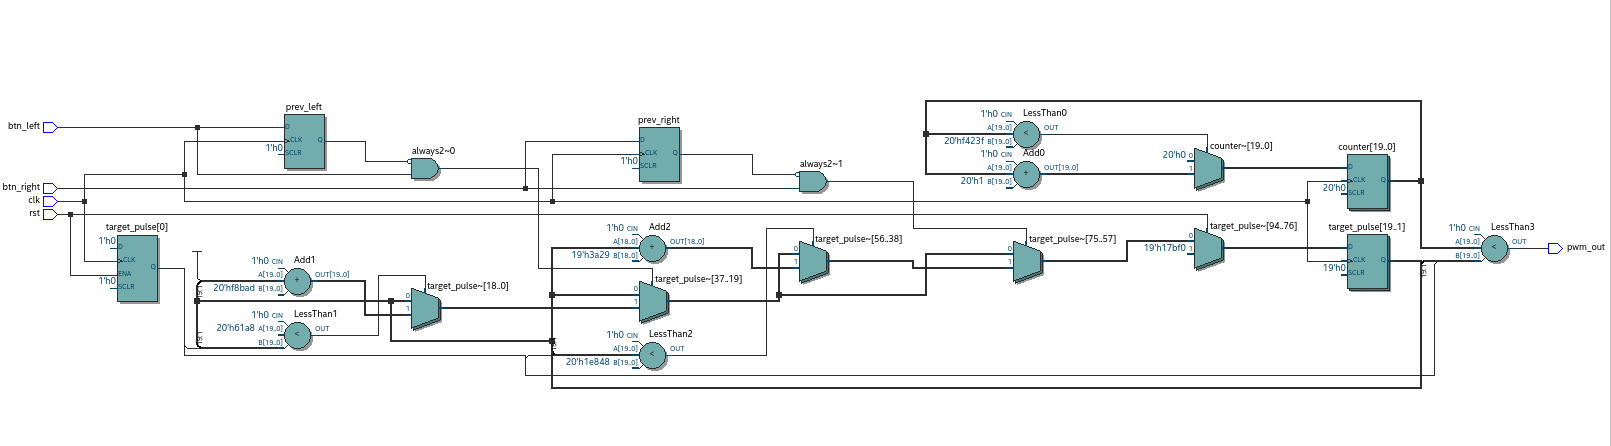 btn_left
btn_right
clk
rst
prev_left
D
CLK
Q
1'h0
SCLR
always2~0
prev_right
D
CLK
Q
1'h0
SCLR
always2~1
LessThan0
1'h0 CIN
A[19..0]
20'hf423f B[19..0]
<
OUT
Add0
1'h0 CIN
A[19..0]
20'h1 B[19..0]
+
OUT[19..0]
counter~[19..0]
20'h0 0
1
counter[19..0]
D
CLK
Q
20'h0
SCLR
target_pulse[0]
1'h0
D
CLK
Q
ENA
1'h0
SCLR
Add1
1'h0 CIN
A[19..0]
20'hf8bad B[19..0]
+
OUT[19..0]
LessThan1
1'h0 CIN
20'h61a8 A[19..0]
B[19..0]
<
OUT
target_pulse~[18..0]
0
1
Add2
1'h0 CIN
A[18..0]
19'h3a29 B[18..0]
+
OUT[18..0]
target_pulse~[37..19]
0
1
LessThan2
1'h0 CIN
A[19..0]
20'h1e848 B[19..0]
<
OUT
target_pulse~[56..38]
0
1
target_pulse~[75..57]
0
1
target_pulse~[94..76]
0
19'h17bf0 1
target_pulse[19..1]
D
CLK
Q
19'h0
SCLR
LessThan3
1'h0 CIN
A[19..0]
B[19..0]
<
OUT
pwm_out